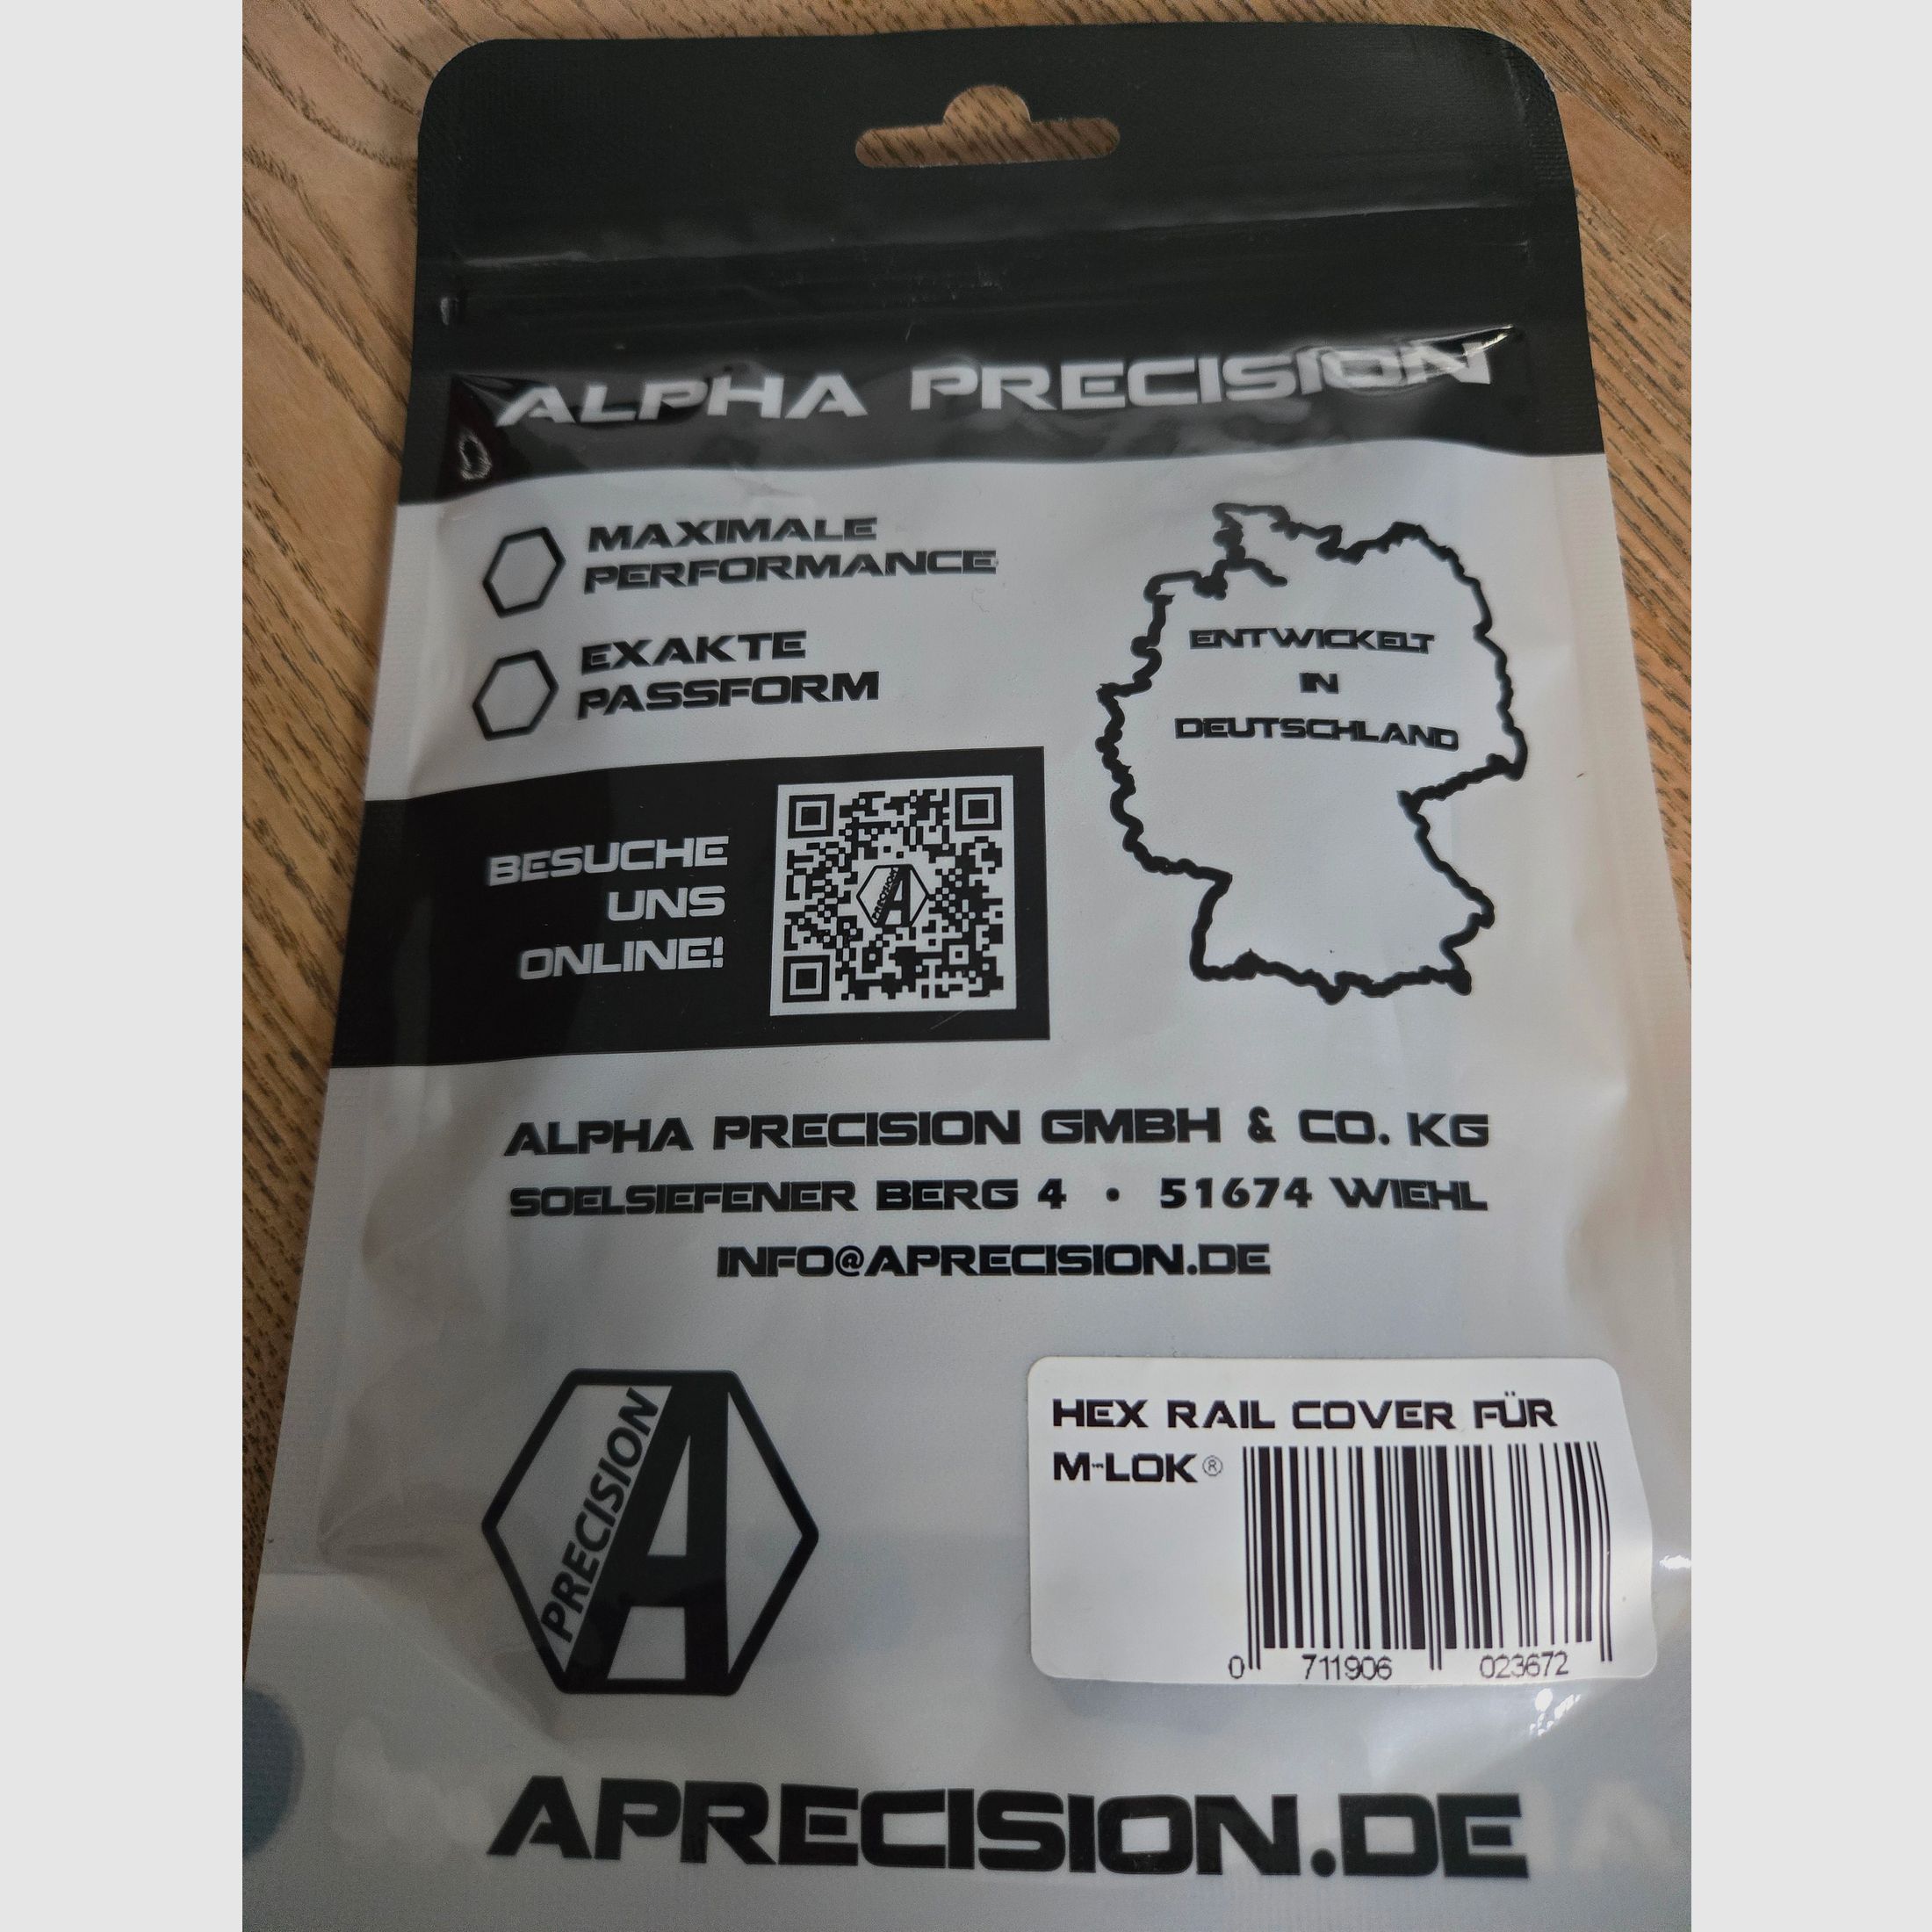 ALPHA PRECISION
MAXIMALE
PERFORMANCE
EXAKTE
PASSFORM
ENTWICKELT
IN
DEUTSCHLAND
BESUCHE
UNS
ONLINE!
A PRECISION
ALPHA PRECISION GMBH & CO. KG
SOELSIEFENER BERG 4 • 51674 WIEHL
INFO@APRECISION.DE
PRECISION
A
HEX RAIL COVER FÜR
M-LOK®
0 711906 023672
APRECISION.DE